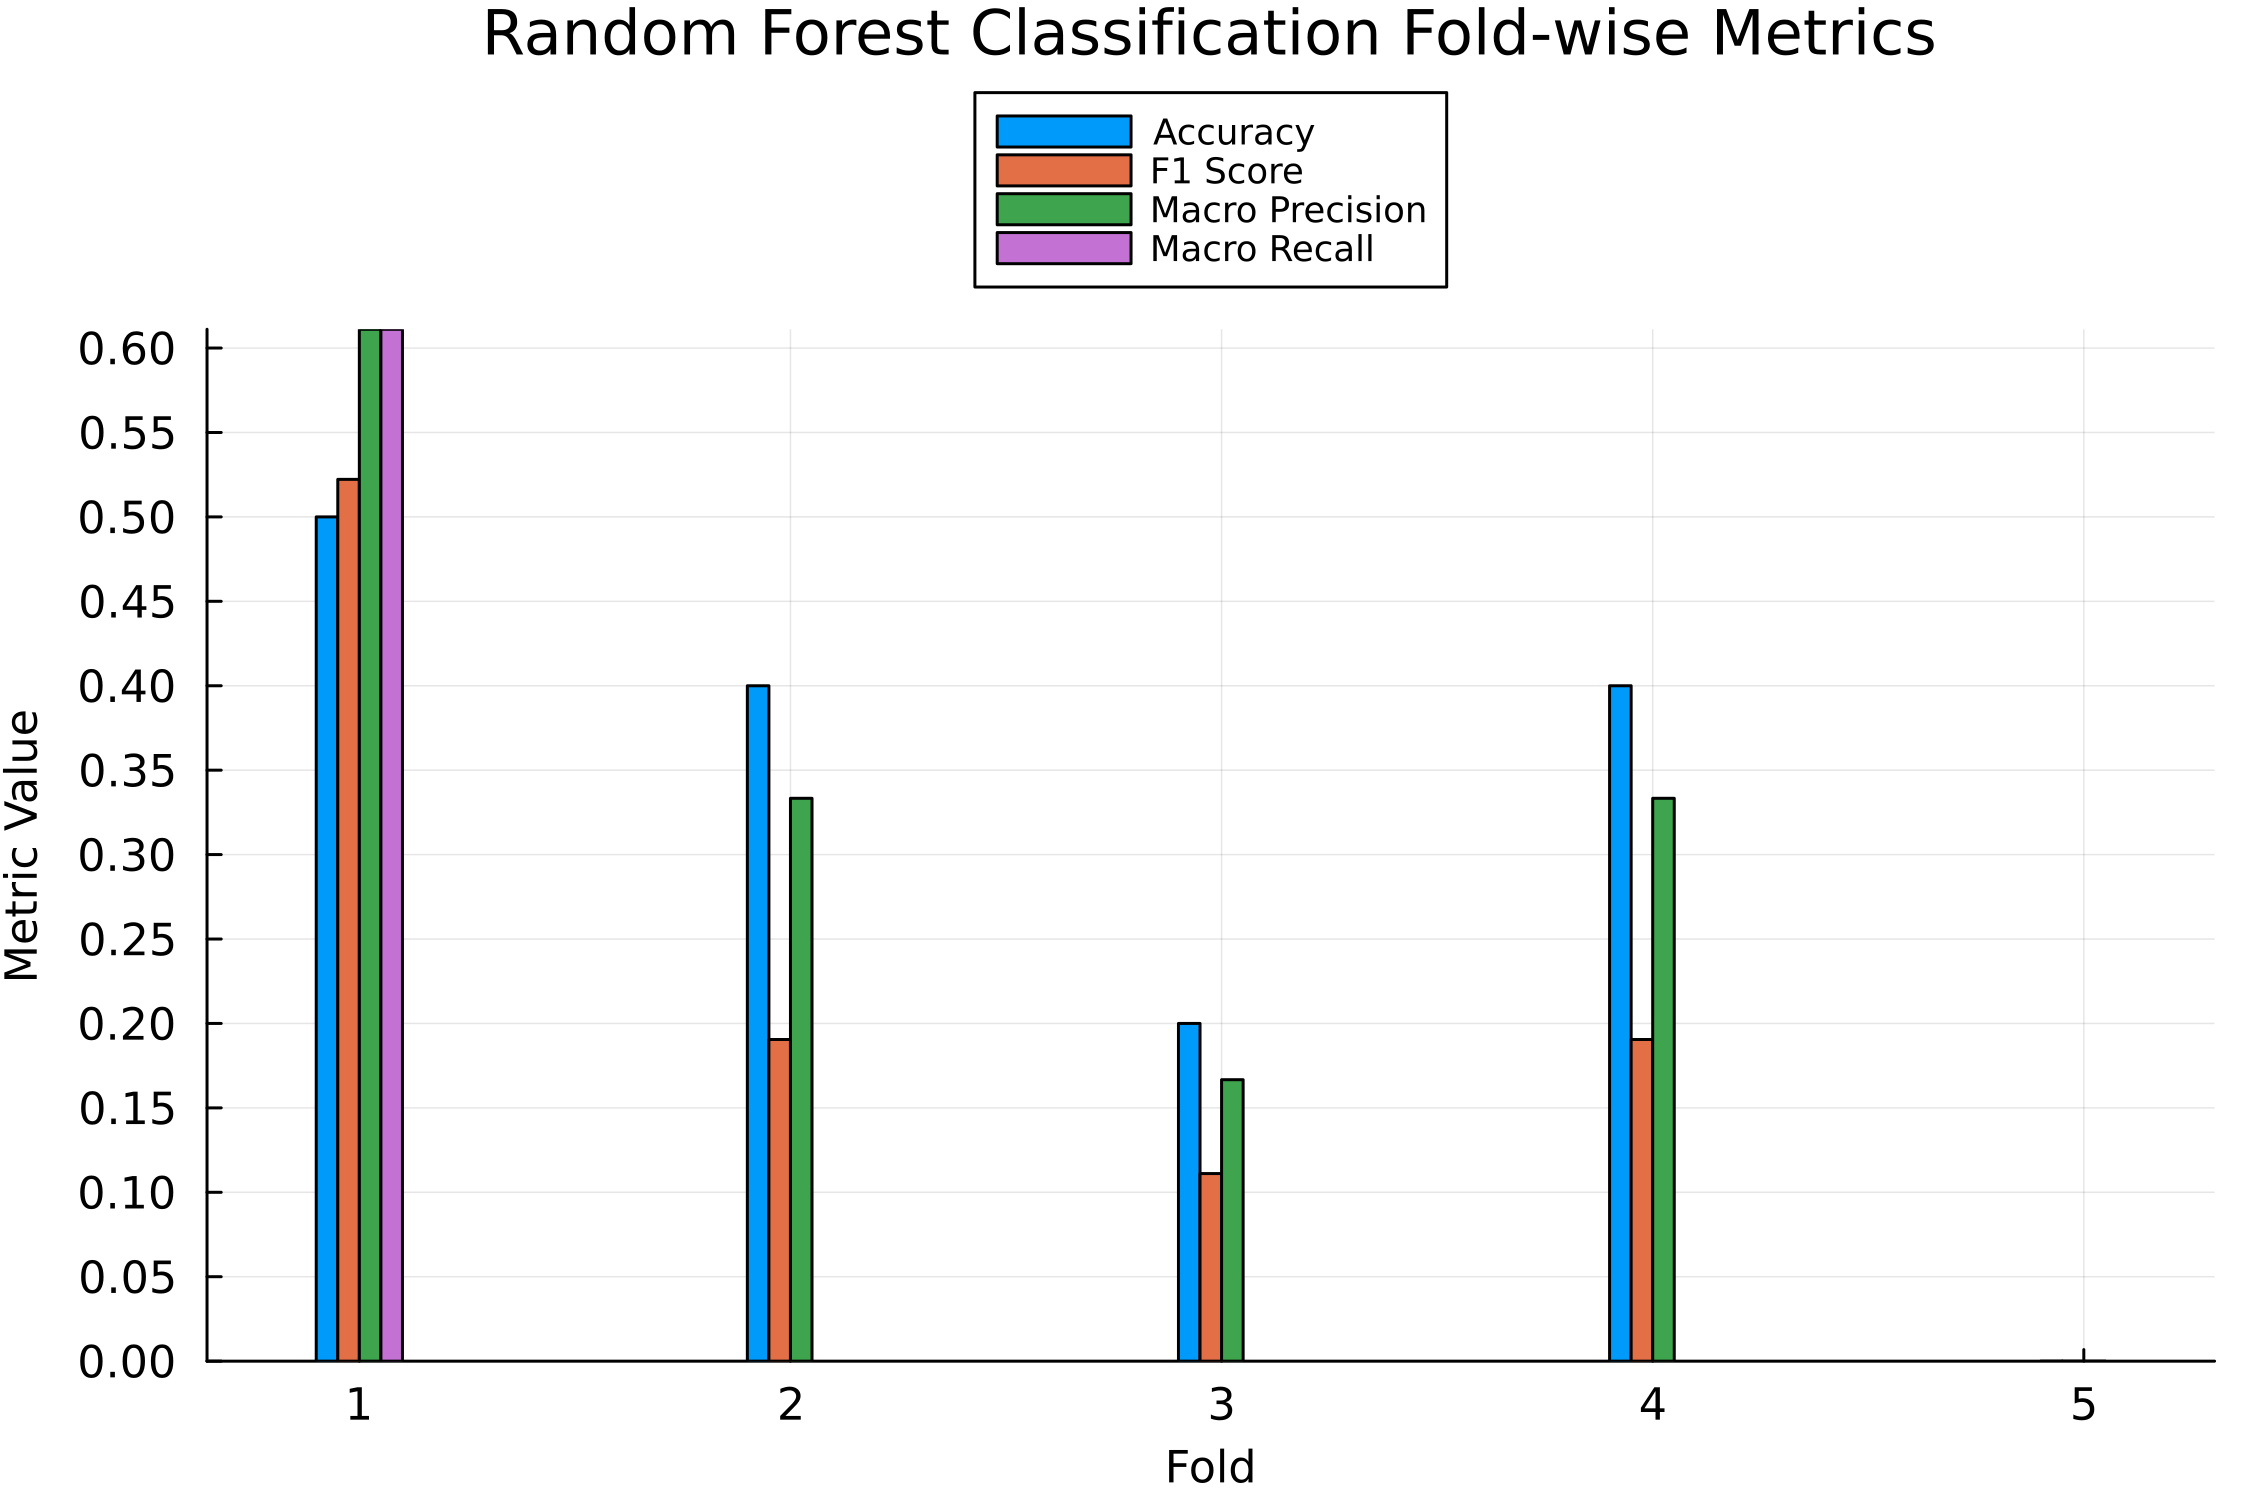 Random Forest Classification Fold-wise Metrics
Accuracy
F1 Score
Macro Precision
Macro Recall
0.60
0.55
0.50
0.45
0.40
0.35
0.30
0.25
0.20
0.15
0.10
0.05
0.00
Metric Value
1 2 3 4 5
Fold